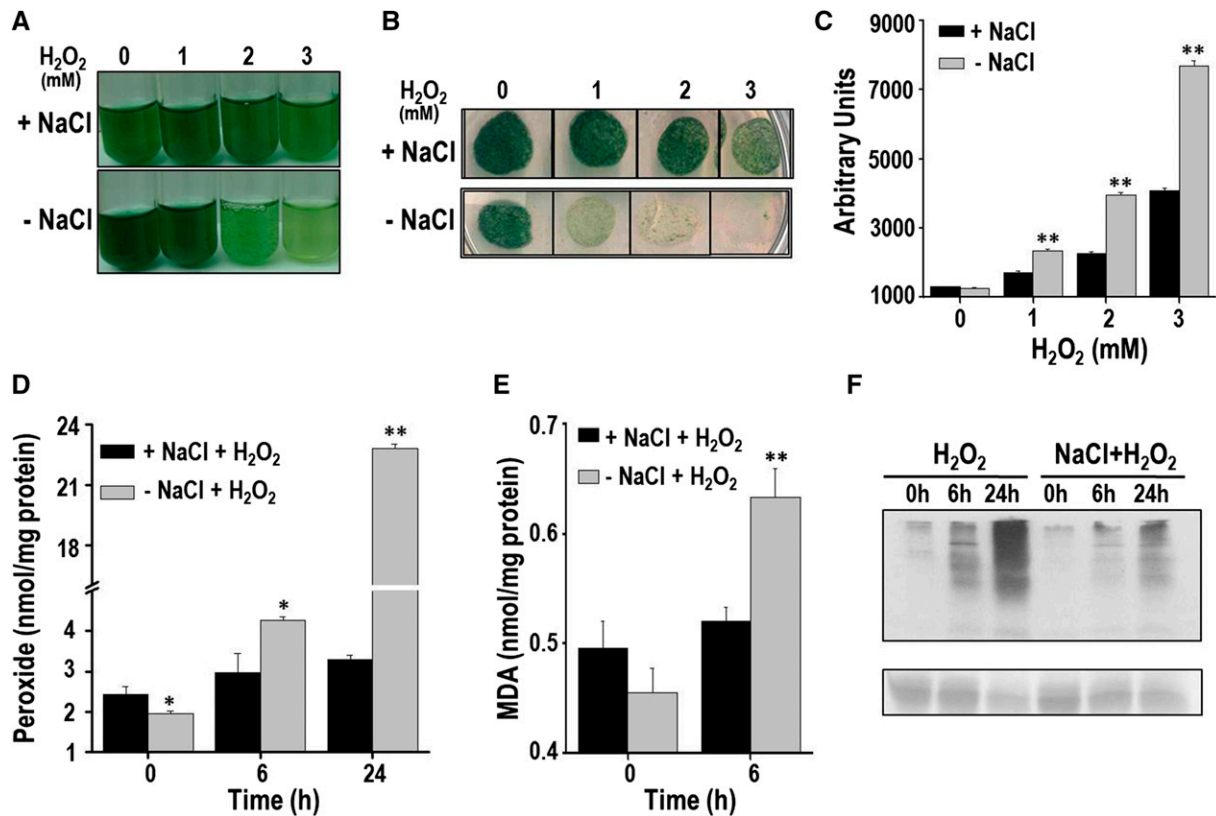 A
H₂O₂ (mM) 0 1 2 3
+ NaCl
- NaCl
B
H₂O₂ (mM) 0 1 2 3
+ NaCl
- NaCl
C
9000
7000
5000
3000
1000
Arbitrary Units
+ NaCl
- NaCl
**
**
**
0 1 2 3
H₂O₂ (mM)
D
24
23
22
21
4
3
2
1
Peroxide (nmol/mg protein)
+ NaCl + H₂O₂
- NaCl + H₂O₂
*
*
**
0 6 24
Time (h)
E
0.7
0.6
0.5
0.4
MDA (nmol/mg protein)
+ NaCl + H₂O₂
- NaCl + H₂O₂
**
0 6
Time (h)
F
H₂O₂ NaCl+H₂O₂
0h 6h 24h 0h 6h 24h